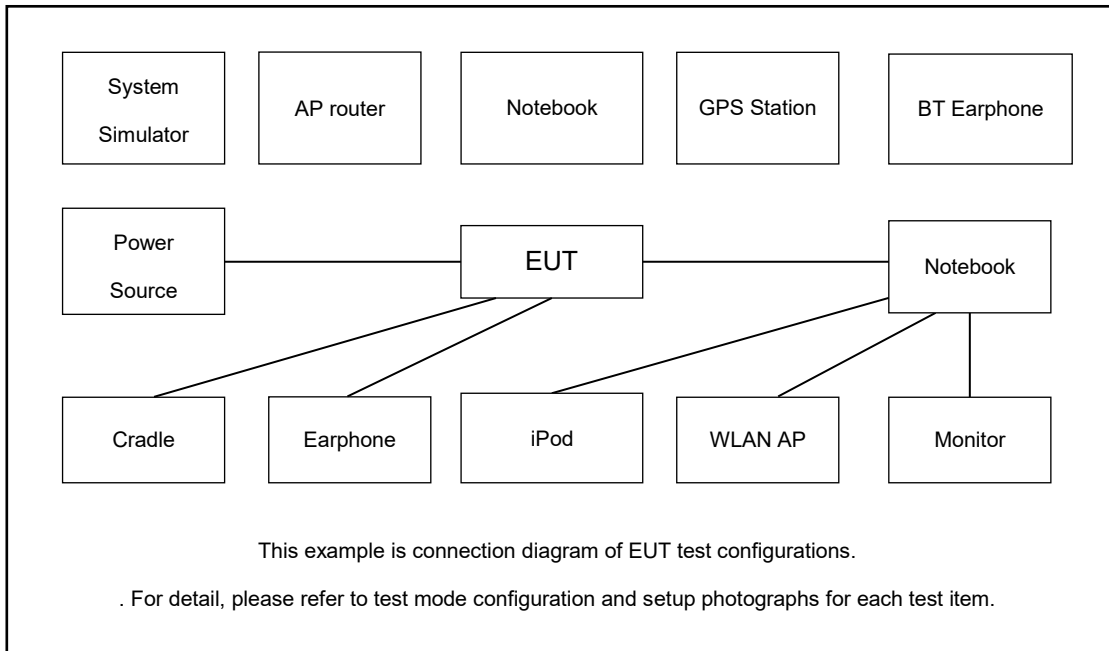 System
Simulator
AP router
Notebook
GPS Station
BT Earphone
Power
Source
EUT
Notebook
Cradle
Earphone
iPod
WLAN AP
Monitor
This example is connection diagram of EUT test configurations.
. For detail, please refer to test mode configuration and setup photographs for each test item.